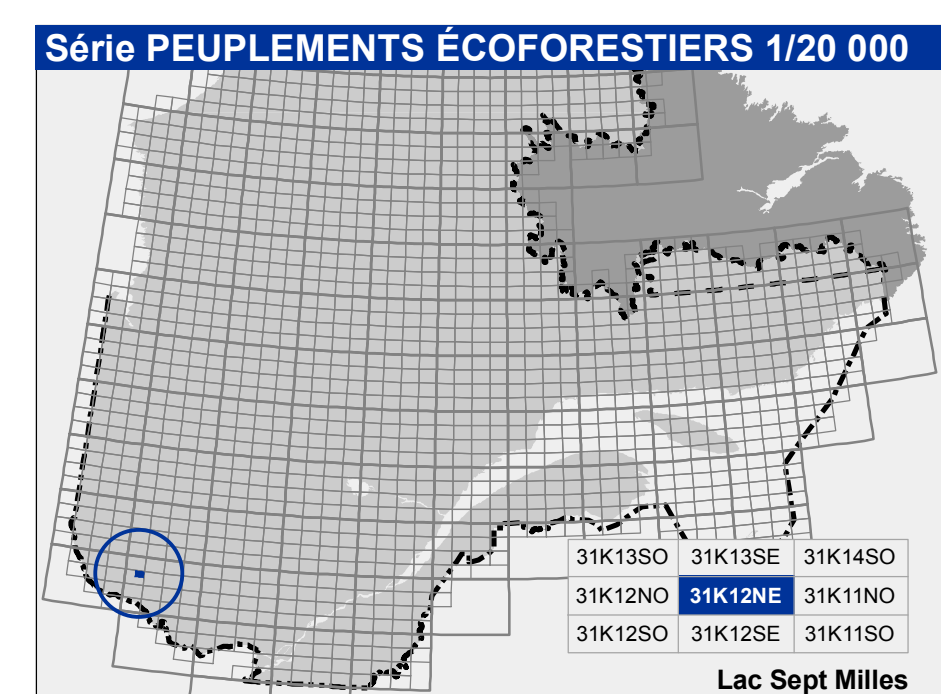 Série PEUPLEMENTS ÉCOFORESTIERS 1/20 000
31K13SO 31K13SE 31K14SO
31K12NO 31K12NE 31K11NO
31K12SO 31K12SE 31K11SO
Lac Sept Milles